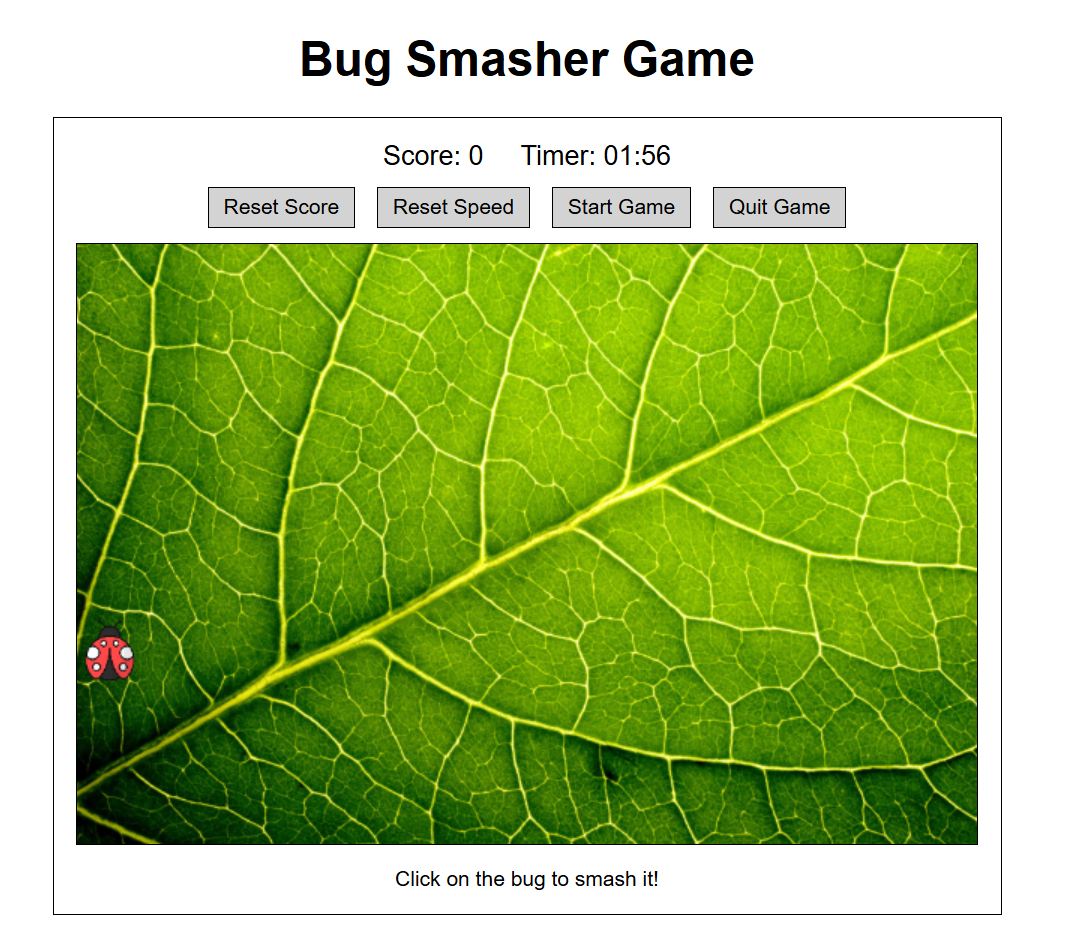 Bug Smasher Game
Score: 0 Timer: 01:56
Reset Score Reset Speed Start Game Quit Game
Click on the bug to smash it!